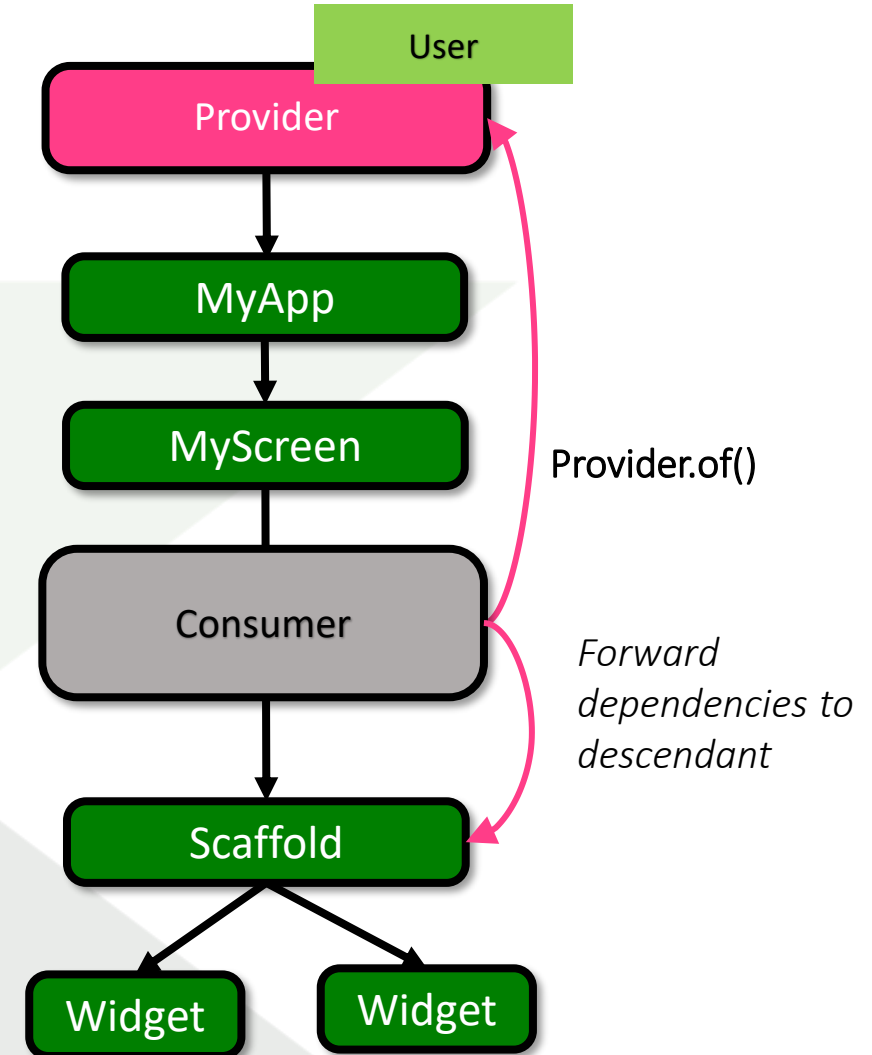 User
Provider
MyApp
MyScreen
Provider.of()
Consumer
Forward
dependencies to
descendant
Scaffold
Widget
Widget